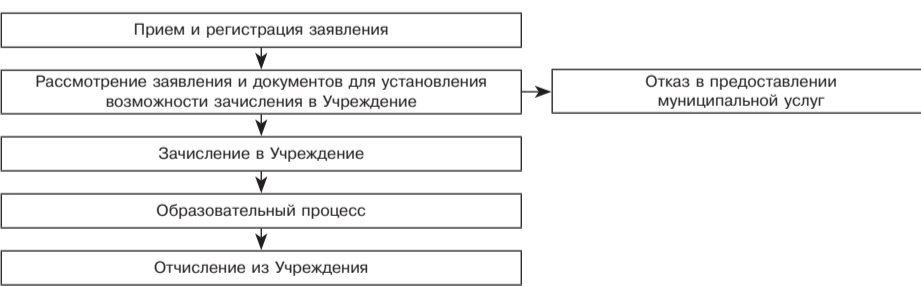 Прием и регистрация заявления
Рассмотрение заявления и документов для установления
возможности зачисления в Учреждение
Отказ в предоставлении
муниципальной услуг
Зачисление в Учреждение
Образовательный процесс
Отчисление из Учреждения